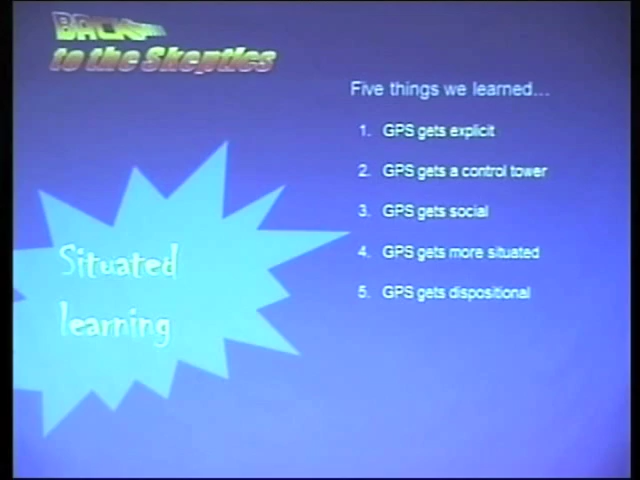 BACK
to the Skeptics
Five things we learned...
1. GPS gets explicit
2. GPS gets a control tower
3. GPS gets social
4. GPS gets more situated
5. GPS gets dispositional
Situated
learning